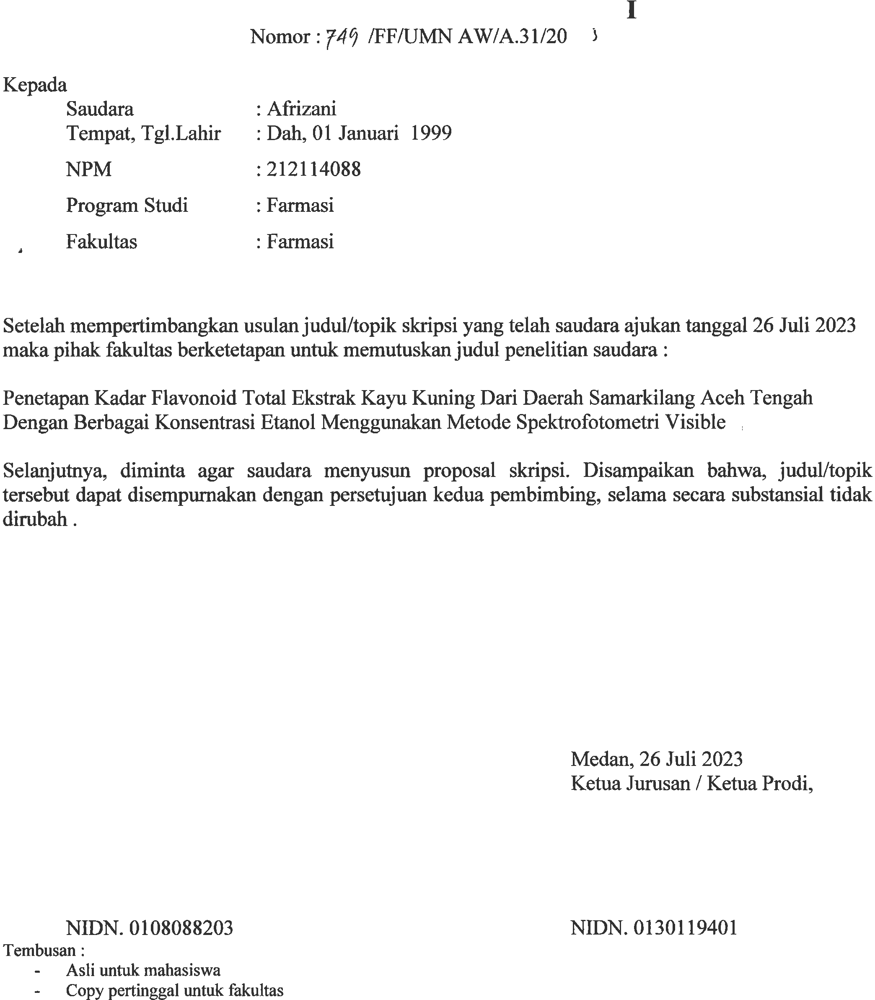 I
Nomor : 749 /FF/UMN AW/A.31/20 3
Kepada
Saudara : Afrizani
Tempat, Tgl.Lahir : Dah, 01 Januari 1999
NPM : 212114088
Program Studi : Farmasi
Fakultas : Farmasi
Setelah mempertimbangkan usulan judul/topik skripsi yang telah saudara ajukan tanggal 26 Juli 2023
maka pihak fakultas berketetapan untuk memutuskan judul penelitian saudara :
Penetapan Kadar Flavonoid Total Ekstrak Kayu Kuning Dari Daerah Samarkilang Aceh Tengah
Dengan Berbagai Konsentrasi Etanol Menggunakan Metode Spektrofotometri Visible
Selanjutnya, diminta agar saudara menyusun proposal skripsi. Disampaikan bahwa, judul/topik
tersebut dapat disempurnakan dengan persetujuan kedua pembimbing, selama secara substansial tidak
dirubah .
Medan, 26 Juli 2023
Ketua Jurusan / Ketua Prodi,
NIDN. 0108088203 NIDN. 0130119401
Tembusan :
- Asli untuk mahasiswa
- Copy pertinggal untuk fakultas